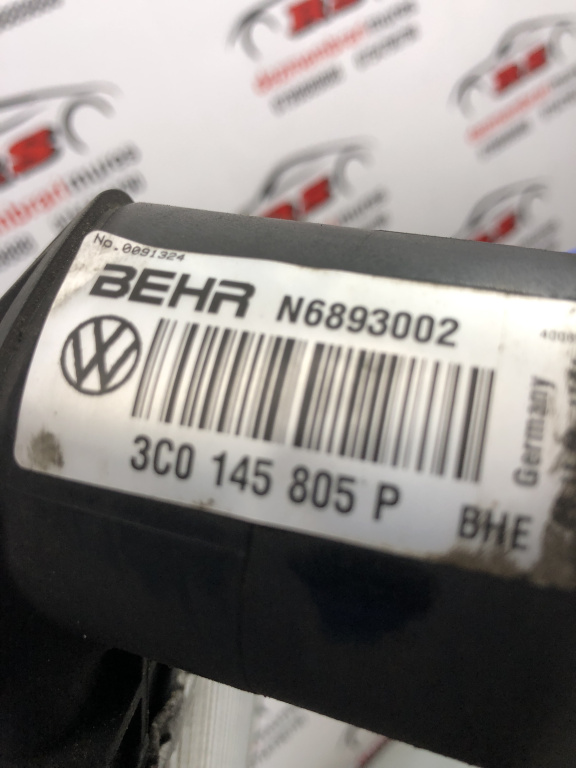 No.0091324
BEHR N6893002
3C0 145 805 P
BHE
Germany